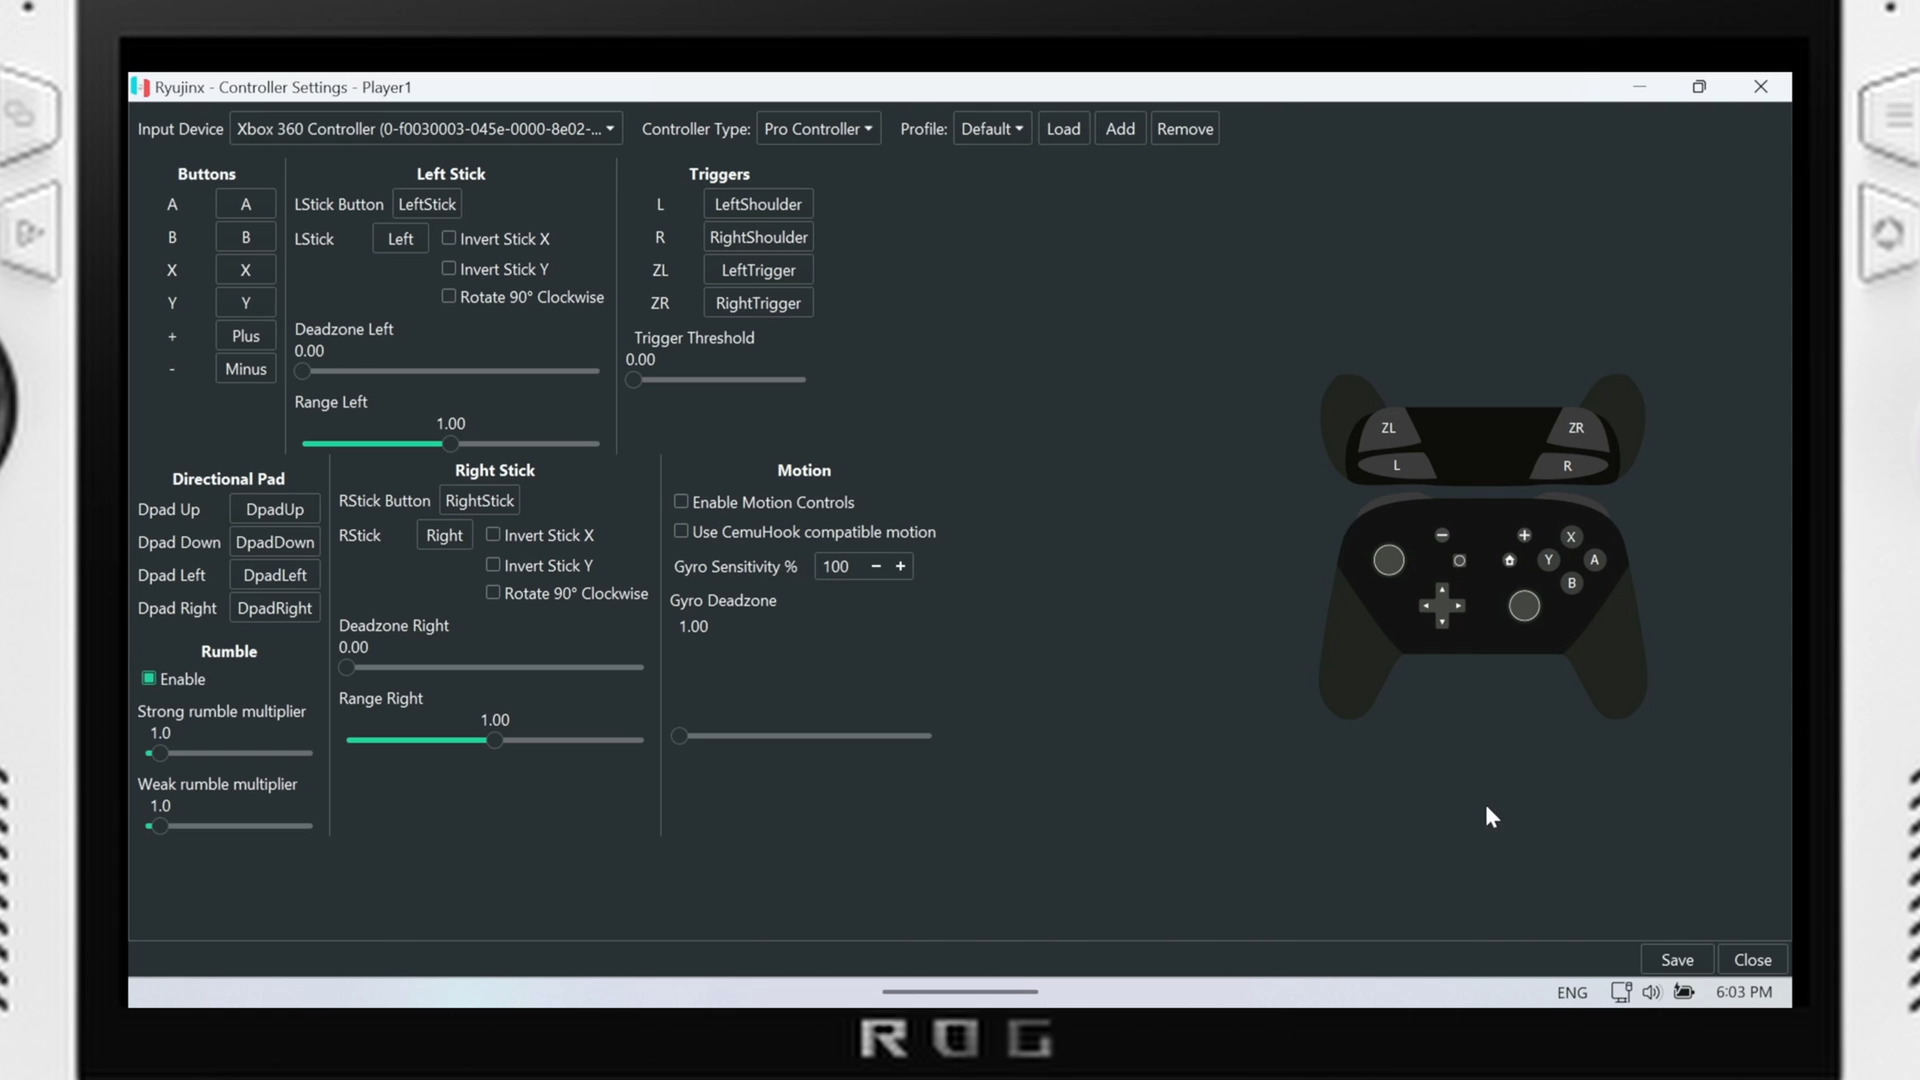 Ryujinx - Controller Settings - Player1
Input Device Xbox 360 Controller (0-f0030003-045e-0000-8e02-... Controller Type: Pro Controller Profile: Default Load Add Remove
Buttons
A A
B B
X X
Y Y
+ Plus
- Minus
Left Stick
LStick Button LeftStick
LStick Left Invert Stick X
Invert Stick Y
Rotate 90° Clockwise
Deadzone Left
0.00
Range Left
1.00
Triggers
L LeftShoulder
R RightShoulder
ZL LeftTrigger
ZR RightTrigger
Trigger Threshold
0.00
Directional Pad
Dpad Up DpadUp
Dpad Down DpadDown
Dpad Left DpadLeft
Dpad Right DpadRight
Rumble
Enable
Strong rumble multiplier
1.0
Weak rumble multiplier
1.0
Right Stick
RStick Button RightStick
RStick Right Invert Stick X
Invert Stick Y
Rotate 90° Clockwise
Deadzone Right
0.00
Range Right
1.00
Motion
Enable Motion Controls
Use CemuHook compatible motion
Gyro Sensitivity % 100 − +
Gyro Deadzone
1.00
ZL ZR
L R
− + X
Y A
B
Save Close
ENG 6:03 PM
ROG